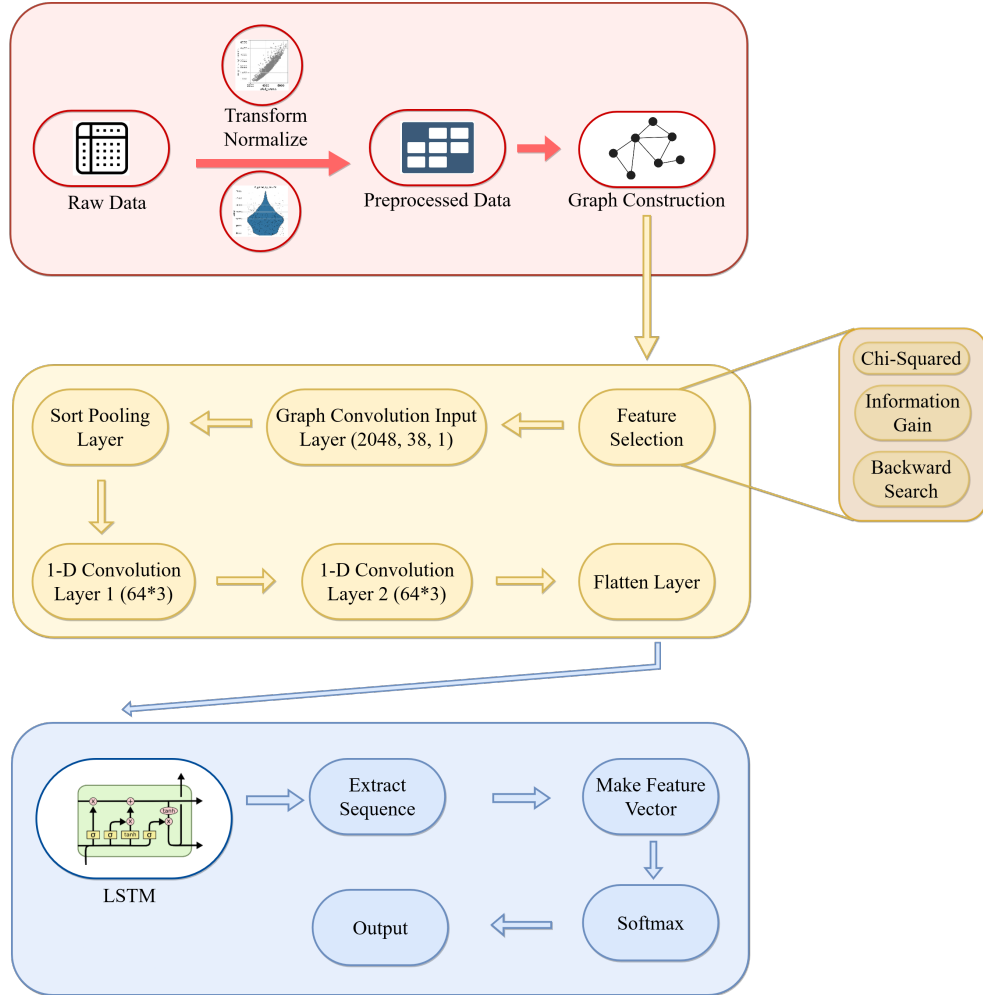 Transform
Normalize
Raw Data
Preprocessed Data
Graph Construction
Chi-Squared
Information
Gain
Backward
Search
Sort Pooling
Layer
Graph Convolution Input
Layer (2048, 38, 1)
Feature
Selection
1-D Convolution
Layer 1 (64*3)
1-D Convolution
Layer 2 (64*3)
Flatten Layer
σ
σ
tanh
σ
tanh
LSTM
Extract
Sequence
Make Feature
Vector
Output
Softmax